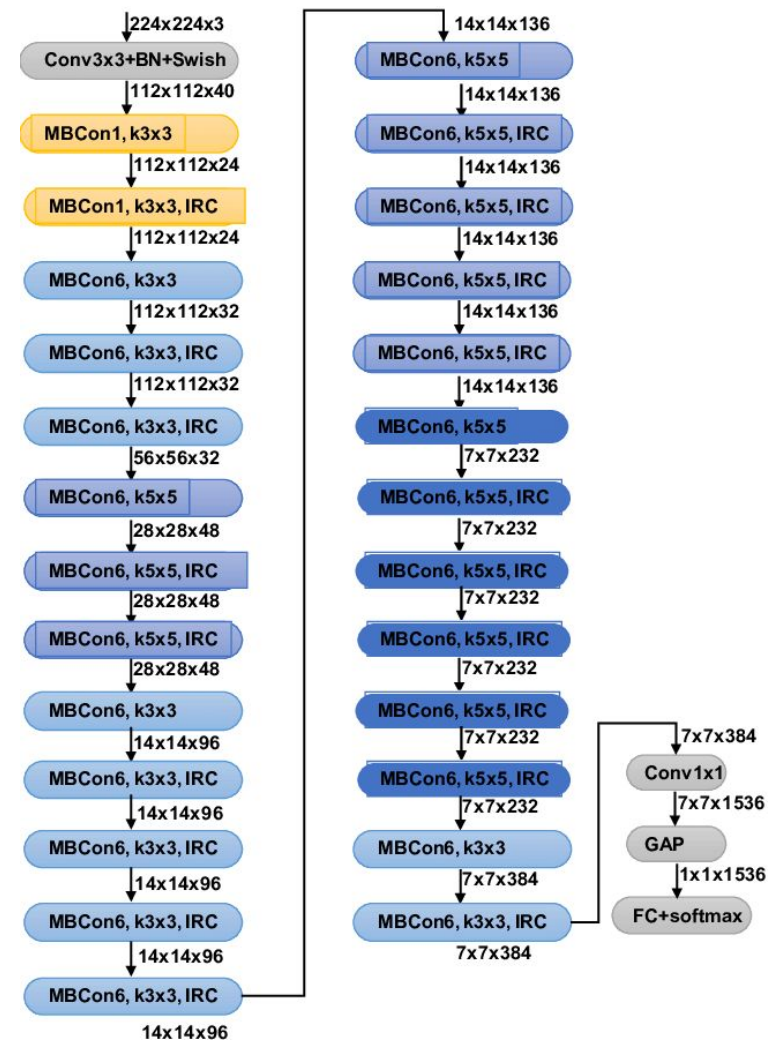 224x224x3
Conv3x3+BN+Swish
112x112x40
MBCon1, k3x3
112x112x24
MBCon1, k3x3, IRC
112x112x24
MBCon6, k3x3
112x112x32
MBCon6, k3x3, IRC
112x112x32
MBCon6, k3x3, IRC
56x56x32
MBCon6, k5x5
28x28x48
MBCon6, k5x5, IRC
28x28x48
MBCon6, k5x5, IRC
28x28x48
MBCon6, k3x3
14x14x96
MBCon6, k3x3, IRC
14x14x96
MBCon6, k3x3, IRC
14x14x96
MBCon6, k3x3, IRC
14x14x96
MBCon6, k3x3, IRC
14x14x96
14x14x136
MBCon6, k5x5
14x14x136
MBCon6, k5x5, IRC
14x14x136
MBCon6, k5x5, IRC
14x14x136
MBCon6, k5x5, IRC
14x14x136
MBCon6, k5x5, IRC
14x14x136
MBCon6, k5x5
7x7x232
MBCon6, k5x5, IRC
7x7x232
MBCon6, k5x5, IRC
7x7x232
MBCon6, k5x5, IRC
7x7x232
MBCon6, k5x5, IRC
7x7x232
MBCon6, k5x5, IRC
7x7x232
MBCon6, k3x3
7x7x384
MBCon6, k3x3, IRC
7x7x384
7x7x384
Conv1x1
7x7x1536
GAP
1x1x1536
FC+softmax